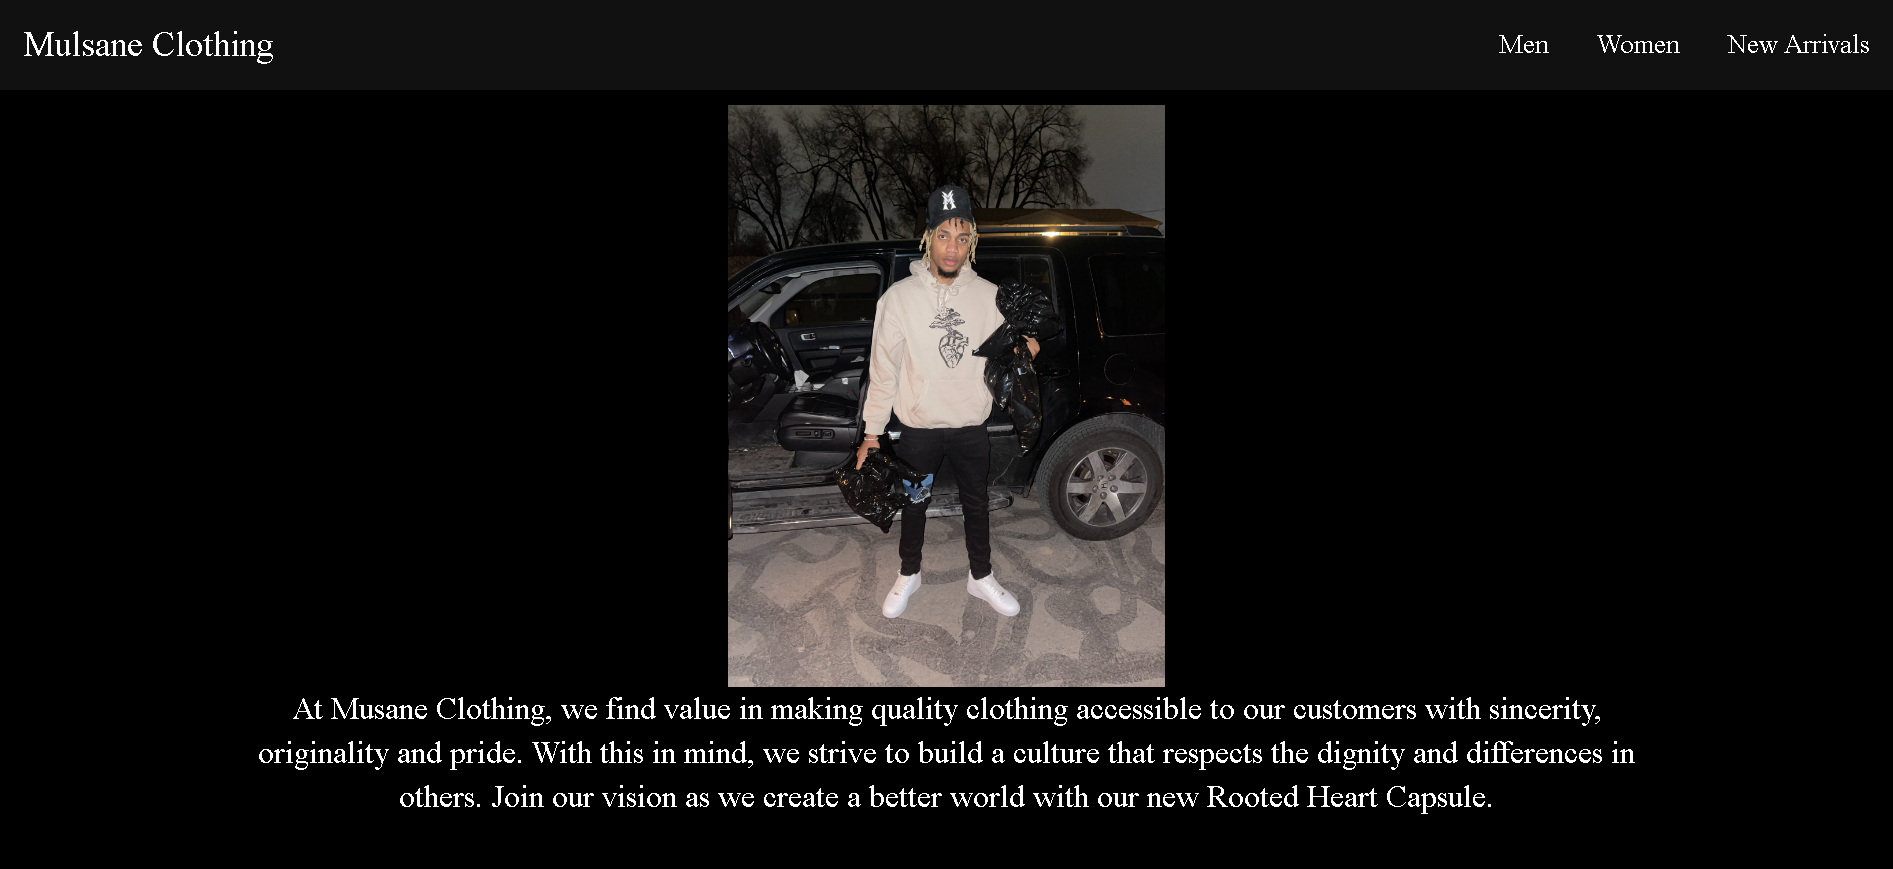 Mulsane Clothing
Men Women New Arrivals
At Musane Clothing, we find value in making quality clothing accessible to our customers with sincerity,
originality and pride. With this in mind, we strive to build a culture that respects the dignity and differences in
others. Join our vision as we create a better world with our new Rooted Heart Capsule.